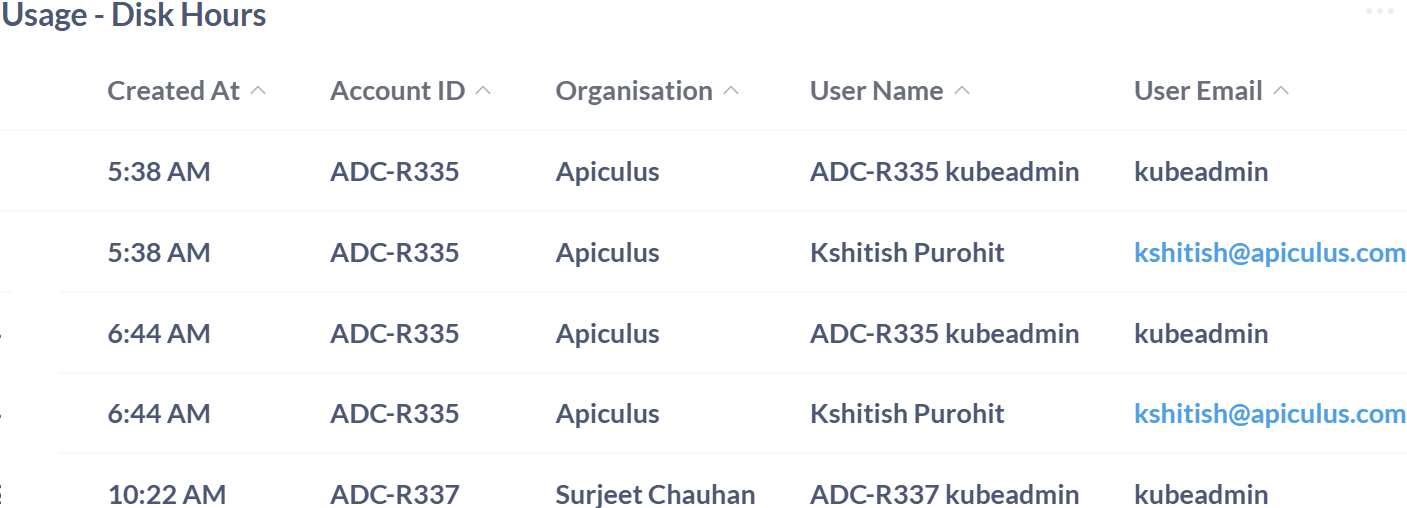 Usage - Disk Hours
Created At Account ID Organisation User Name User Email
5:38 AM ADC-R335 Apiculus ADC-R335 kubeadmin kubeadmin
5:38 AM ADC-R335 Apiculus Kshitish Purohit kshitish@apiculus.com
6:44 AM ADC-R335 Apiculus ADC-R335 kubeadmin kubeadmin
6:44 AM ADC-R335 Apiculus Kshitish Purohit kshitish@apiculus.com
10:22 AM ADC-R337 Surjeet Chauhan ADC-R337 kubeadmin kubeadmin